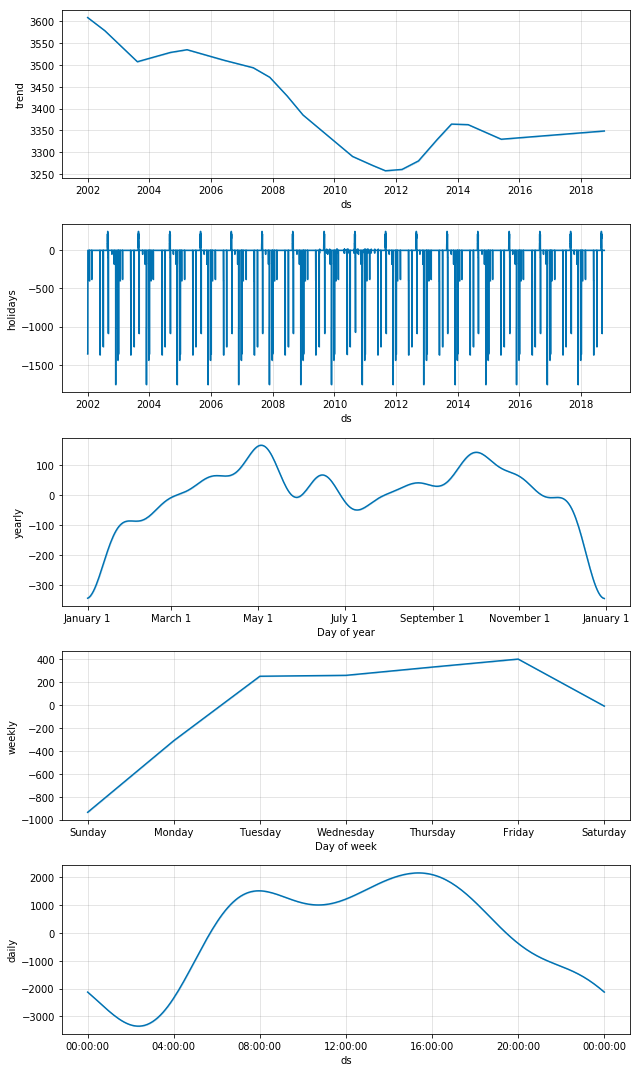 3600
3550
3500
3450
3400
3350
3300
3250
trend
2002 2004 2006 2008 2010 2012 2014 2016 2018
ds
0
−500
−1000
−1500
holidays
2002 2004 2006 2008 2010 2012 2014 2016 2018
ds
100
0
−100
−200
−300
yearly
January 1 March 1 May 1 July 1 September 1 November 1 January 1
Day of year
400
200
0
−200
−400
−600
−800
−1000
weekly
Sunday Monday Tuesday Wednesday Thursday Friday Saturday
Day of week
2000
1000
0
−1000
−2000
−3000
daily
00:00:00 04:00:00 08:00:00 12:00:00 16:00:00 20:00:00 00:00:00
ds